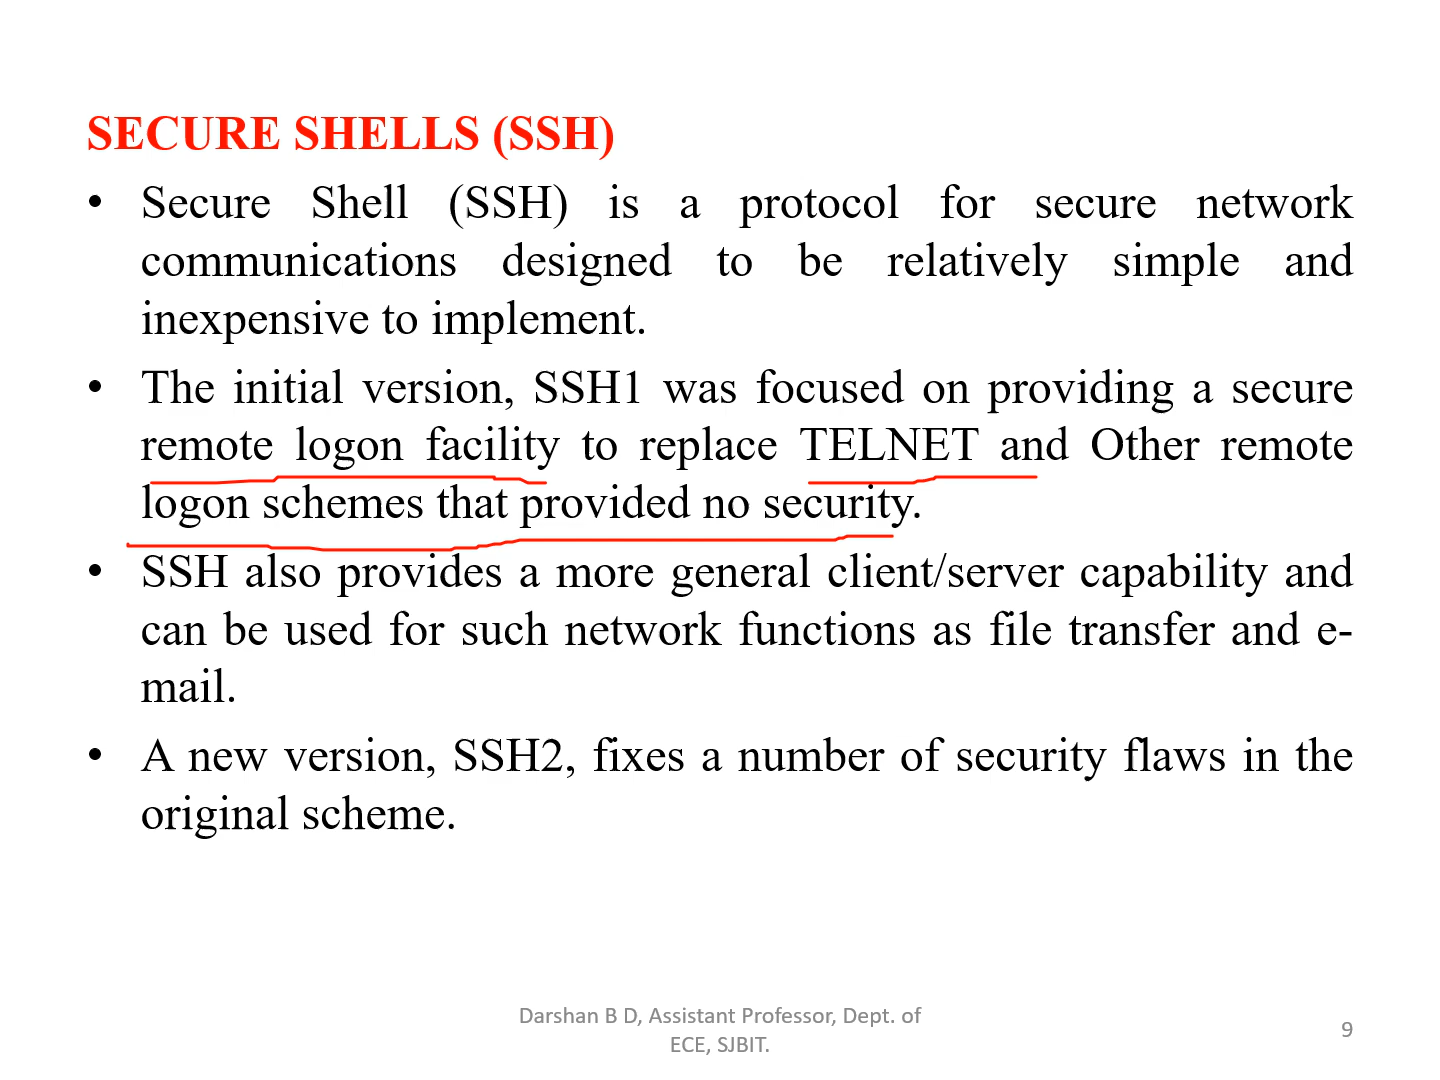 SECURE SHELLS (SSH)
• Secure Shell (SSH) is a protocol for secure network
communications designed to be relatively simple and
inexpensive to implement.
• The initial version, SSH1 was focused on providing a secure
remote logon facility to replace TELNET and Other remote
logon schemes that provided no security.
• SSH also provides a more general client/server capability and
can be used for such network functions as file transfer and e-
mail.
• A new version, SSH2, fixes a number of security flaws in the
original scheme.
Darshan B D, Assistant Professor, Dept. of
ECE, SJBIT.
9